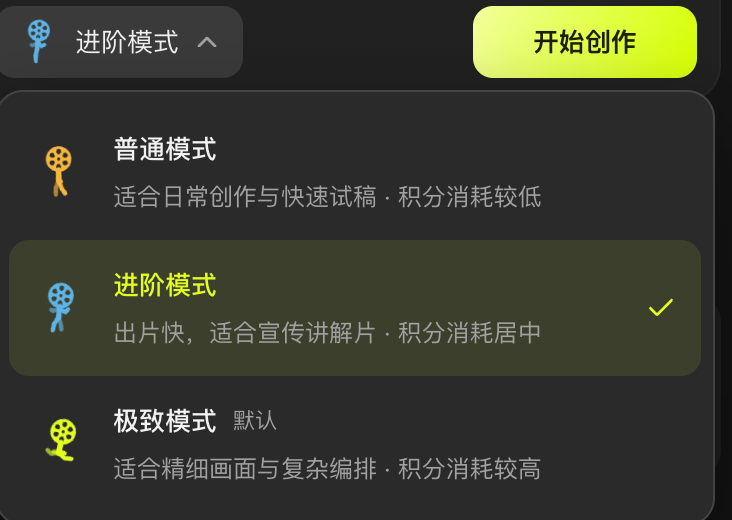 进阶模式
开始创作
普通模式
适合日常创作与快速试稿 · 积分消耗较低
进阶模式
出片快，适合宣传讲解片 · 积分消耗居中
极致模式 默认
适合精细画面与复杂编排 · 积分消耗较高